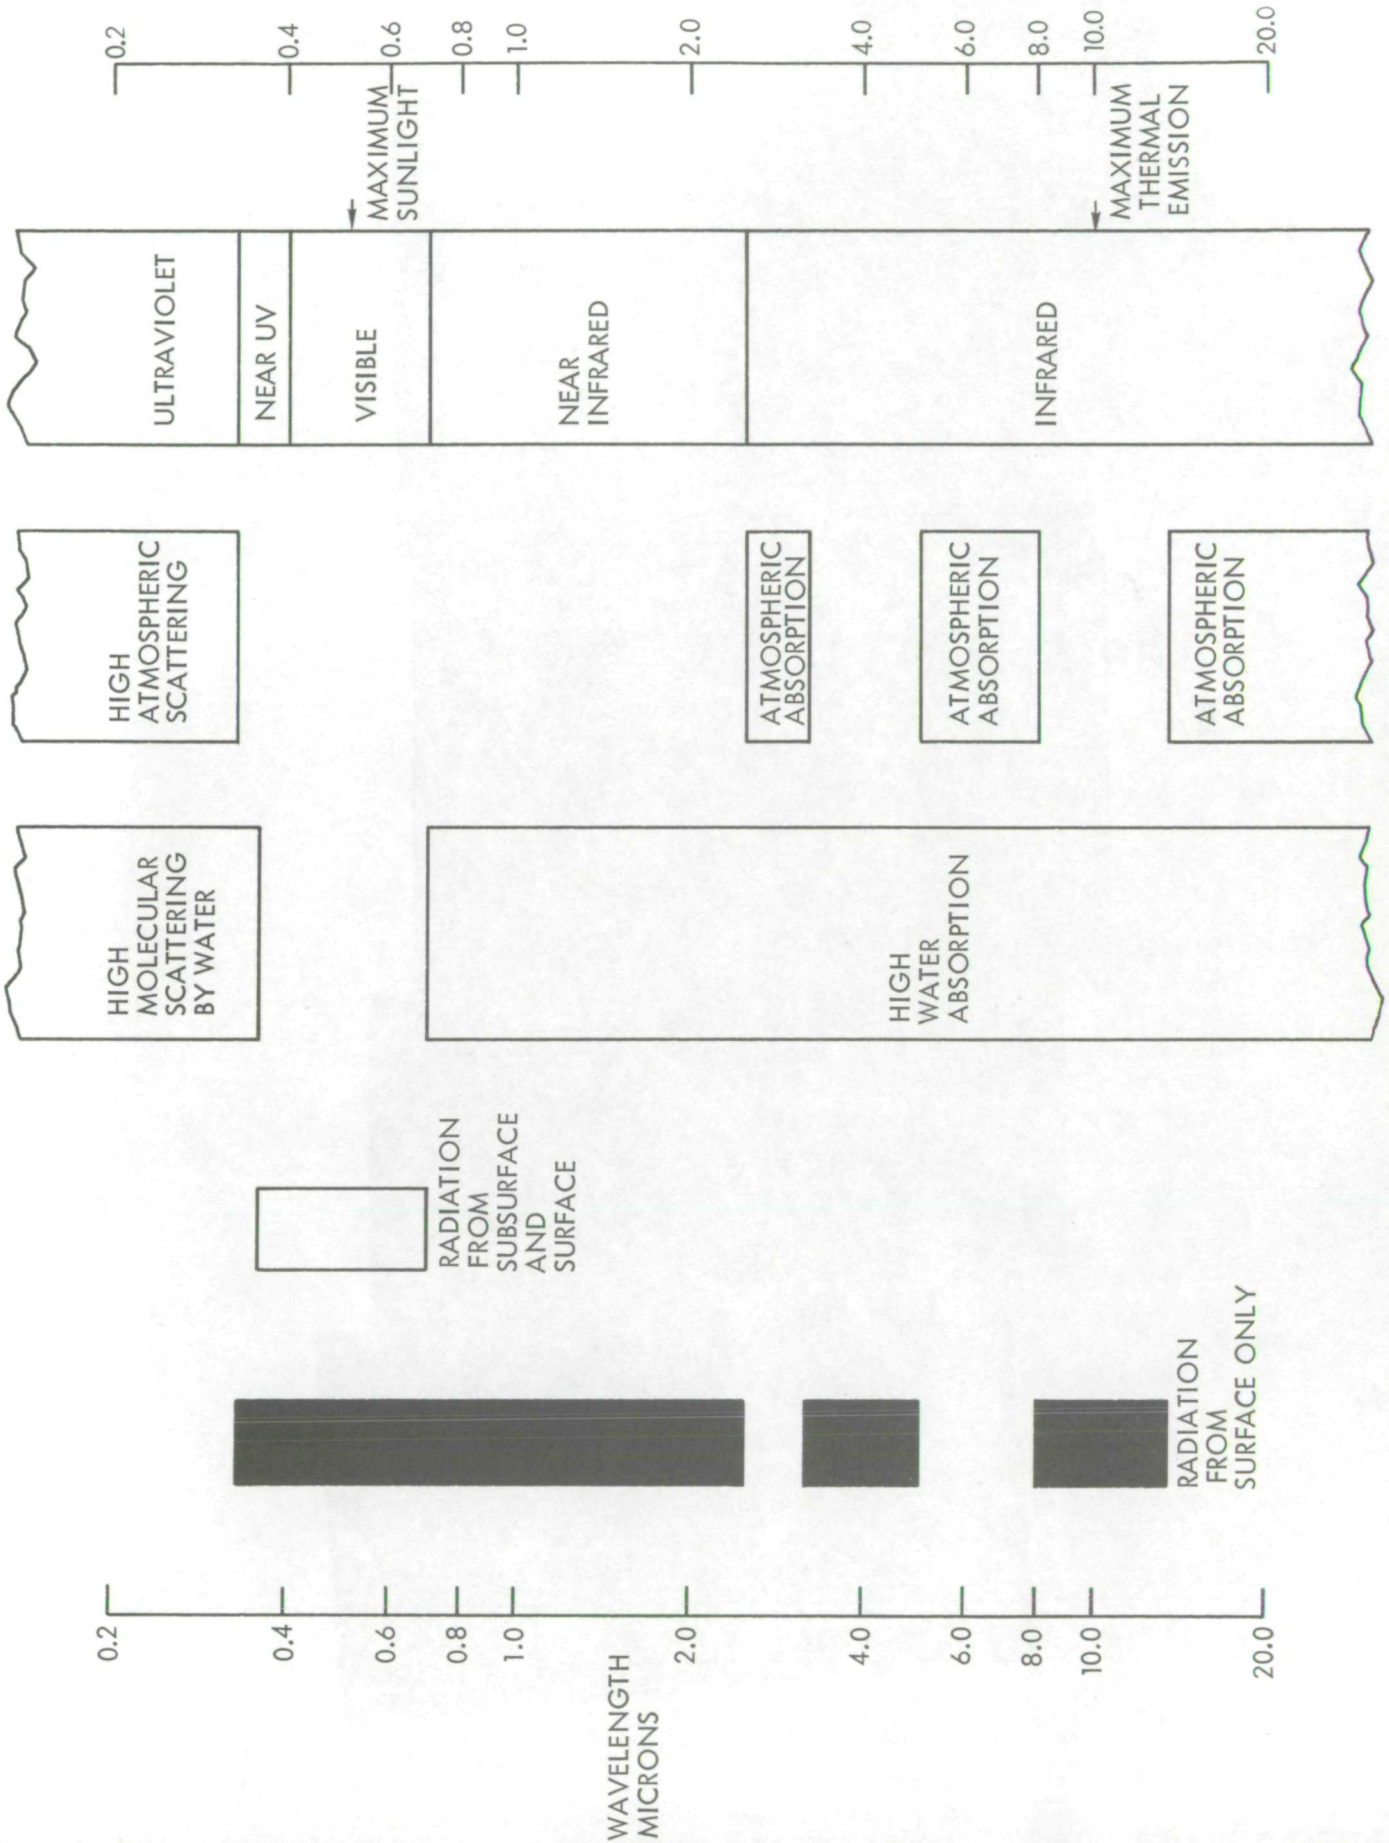 0.2
0.4
0.6
0.8
1.0
2.0
4.0
6.0
8.0
10.0
20.0
MAXIMUM
SUNLIGHT
MAXIMUM
THERMAL
EMISSION
ULTRAVIOLET
NEAR UV
VISIBLE
NEAR
INFRARED
INFRARED
HIGH
ATMOSPHERIC
SCATTERING
ATMOSPHERIC
ABSORPTION
ATMOSPHERIC
ABSORPTION
ATMOSPHERIC
ABSORPTION
HIGH
MOLECULAR
SCATTERING
BY WATER
HIGH
WATER
ABSORPTION
RADIATION
FROM
SUBSURFACE
AND
SURFACE
RADIATION
FROM
SURFACE ONLY
0.2
0.4
0.6
0.8
1.0
2.0
4.0
6.0
8.0
10.0
20.0
WAVELENGTH
MICRONS